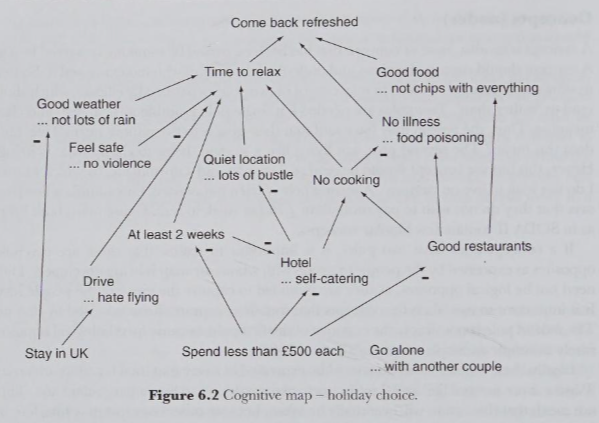 Come back refreshed
Time to relax
Good food
... not chips with everything
Good weather
... not lots of rain
No illness
... food poisoning
Feel safe
... no violence
Quiet location
... lots of bustle
No cooking
At least 2 weeks
Good restaurants
Hotel
... self-catering
Drive
... hate flying
Stay in UK
Spend less than £500 each
Go alone
... with another couple
Figure 6.2 Cognitive map – holiday choice.